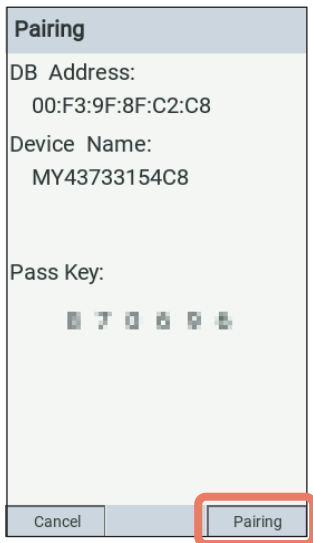 Pairing
DB Address:
00:F3:9F:8F:C2:C8
Device Name:
MY43733154C8
Pass Key:
Cancel
Pairing